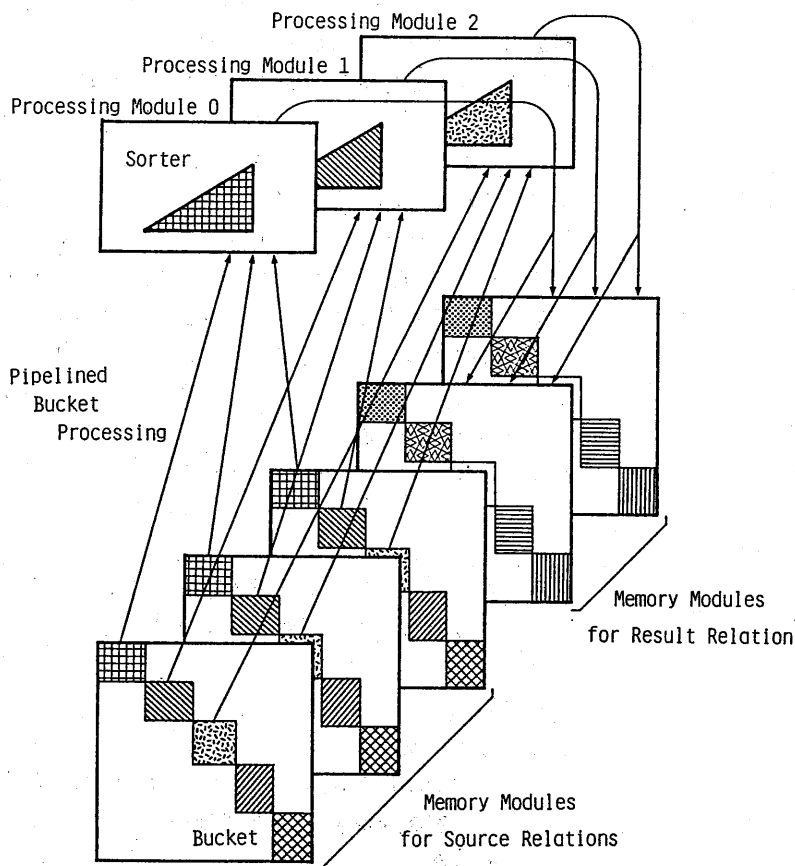 Processing Module 2
Processing Module 1
Processing Module 0
Sorter
Pipelined
Bucket
Processing
Memory Modules
for Result Relation
Memory Modules
for Source Relations
Bucket